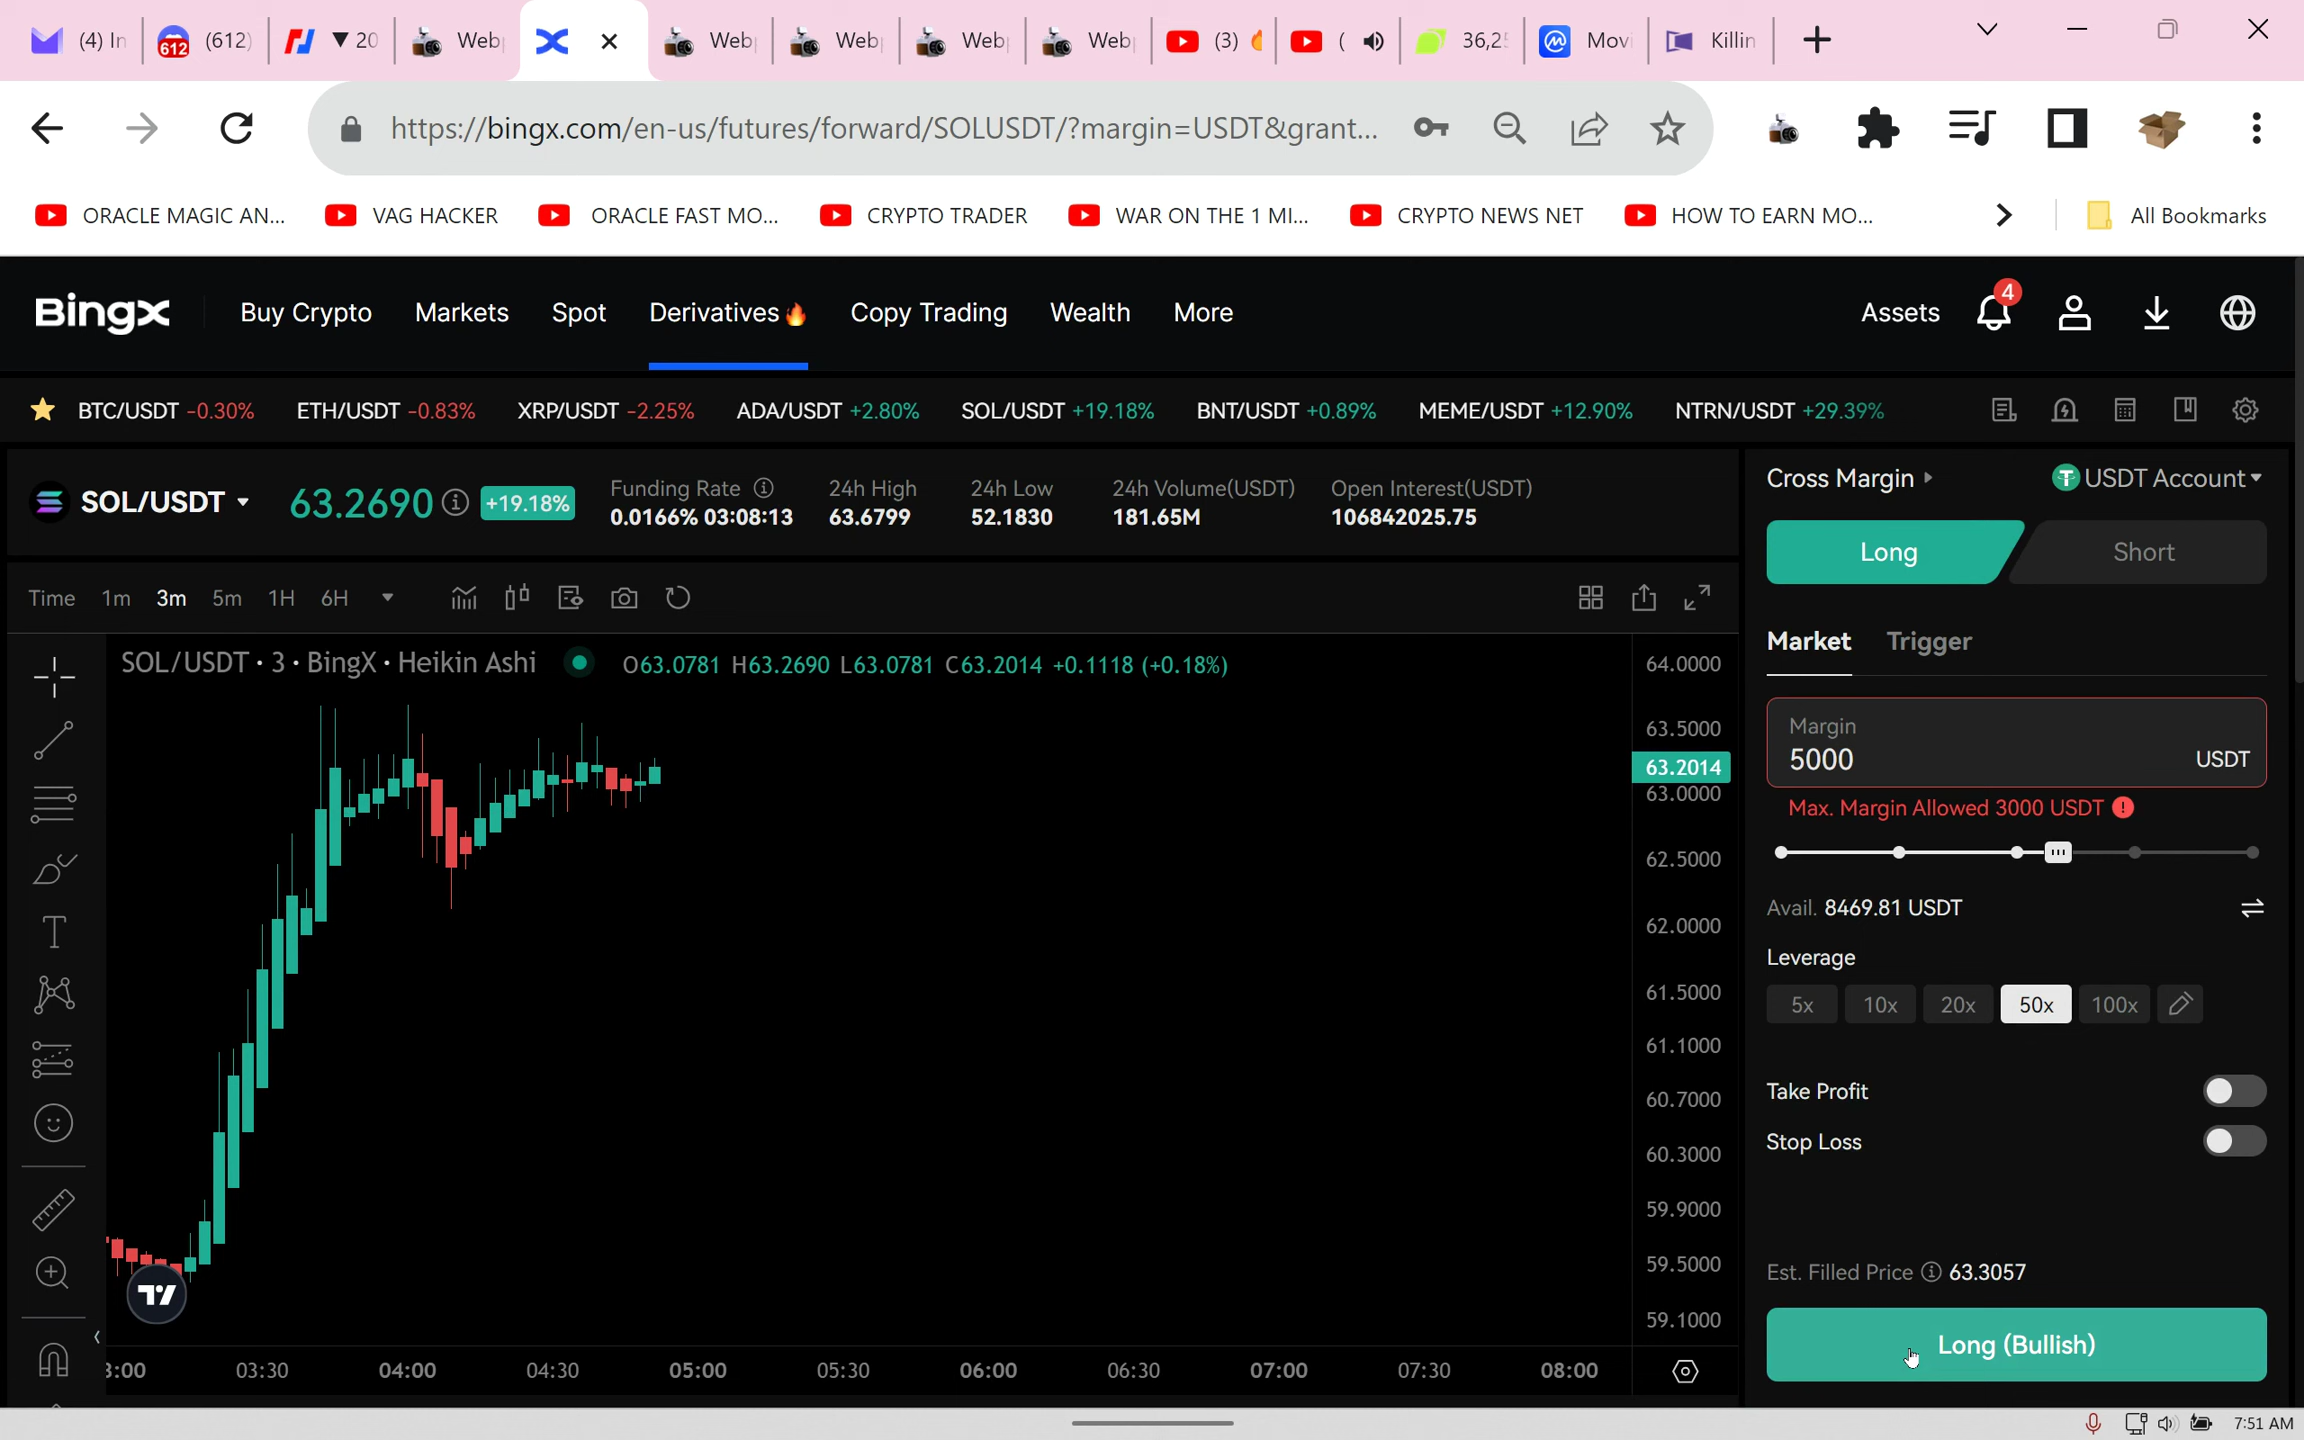 (4) In
612 (612)
▼ 20
Web
Web
Web
Web
Web
(3)
(
36,2
Movi
Killin
https://bingx.com/en-us/futures/forward/SOLUSDT/?margin=USDT&grant...
ORACLE MAGIC AN... VAG HACKER ORACLE FAST MO... CRYPTO TRADER WAR ON THE 1 MI... CRYPTO NEWS NET HOW TO EARN MO... All Bookmarks
BingX Buy Crypto Markets Spot Derivatives Copy Trading Wealth More Assets 4
BTC/USDT -0.30% ETH/USDT -0.83% XRP/USDT -2.25% ADA/USDT +2.80% SOL/USDT +19.18% BNT/USDT +0.89% MEME/USDT +12.90% NTRN/USDT +29.39%
SOL/USDT 63.2690 +19.18%
Funding Rate 24h High 24h Low 24h Volume(USDT) Open Interest(USDT)
0.0166% 03:08:13 63.6799 52.1830 181.65M 106842025.75
Time 1m 3m 5m 1H 6H
SOL/USDT · 3 · BingX · Heikin Ashi O63.0781 H63.2690 L63.0781 C63.2014 +0.1118 (+0.18%)
64.0000
63.5000
63.2014
63.0000
62.5000
62.0000
61.5000
61.1000
60.7000
60.3000
59.9000
59.5000
59.1000
3:00 03:30 04:00 04:30 05:00 05:30 06:00 06:30 07:00 07:30 08:00
Cross Margin USDT Account
Long Short
Market Trigger
Margin
5000 USDT
Max. Margin Allowed 3000 USDT
Avail. 8469.81 USDT
Leverage
5x 10x 20x 50x 100x
Take Profit
Stop Loss
Est. Filled Price 63.3057
Long (Bullish)
7:51 AM